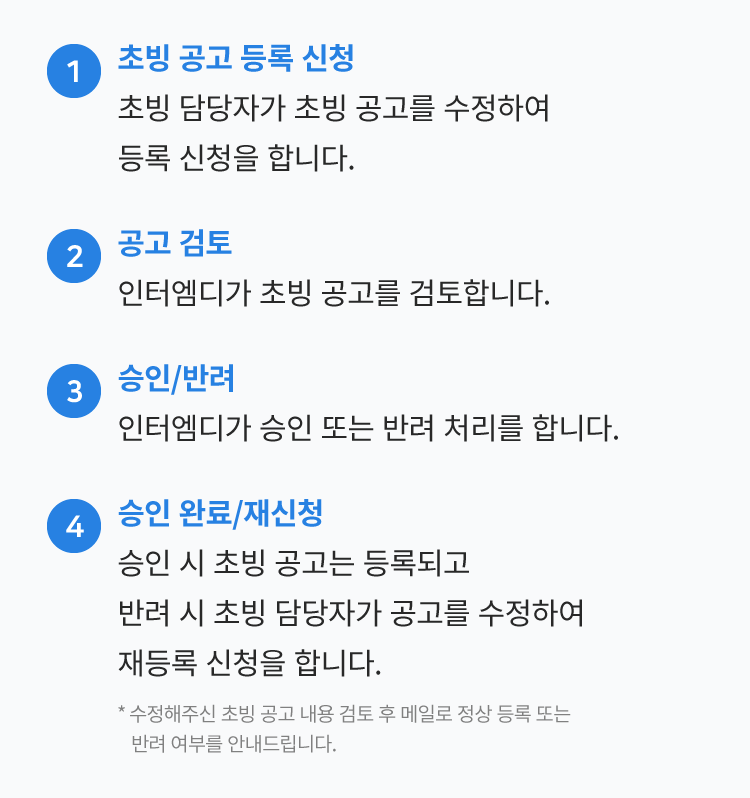 1 초빙 공고 등록 신청
초빙 담당자가 초빙 공고를 수정하여
등록 신청을 합니다.
2 공고 검토
인터엠디가 초빙 공고를 검토합니다.
3 승인/반려
인터엠디가 승인 또는 반려 처리를 합니다.
4 승인 완료/재신청
승인 시 초빙 공고는 등록되고
반려 시 초빙 담당자가 공고를 수정하여
재등록 신청을 합니다.
* 수정해주신 초빙 공고 내용 검토 후 메일로 정상 등록 또는
반려 여부를 안내드립니다.